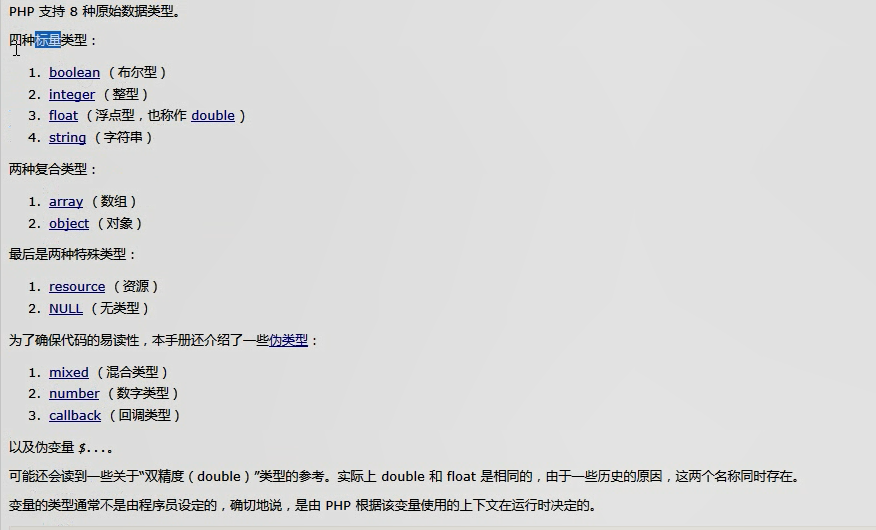 PHP 支持 8 种原始数据类型。
四种标量类型：
1. boolean（布尔型）
2. integer（整型）
3. float（浮点型，也称作 double）
4. string（字符串）
两种复合类型：
1. array（数组）
2. object（对象）
最后是两种特殊类型：
1. resource（资源）
2. NULL（无类型）
为了确保代码的易读性，本手册还介绍了一些伪类型：
1. mixed（混合类型）
2. number（数字类型）
3. callback（回调类型）
以及伪变量 $...。
可能还会读到一些关于“双精度（double）”类型的参考。实际上 double 和 float 是相同的，由于一些历史的原因，这两个名称同时存在。
变量的类型通常不是由程序员设定的，确切地说，是由 PHP 根据该变量使用的上下文在运行时决定的。